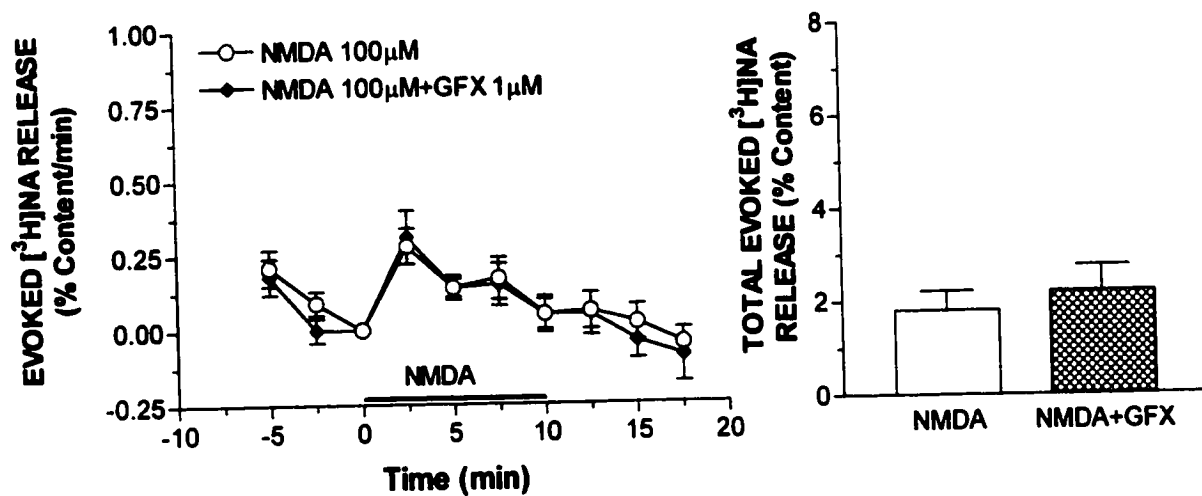 EVOKED [³H]NA RELEASE
(% Content/min)
1.00
0.75
0.50
0.25
0.00
-0.25
NMDA 100µM
NMDA 100µM+GFX 1µM
NMDA
-10
-5
0
5
10
15
20
Time (min)
TOTAL EVOKED [³H]NA
RELEASE (% Content)
8
6
4
2
0
NMDA
NMDA+GFX